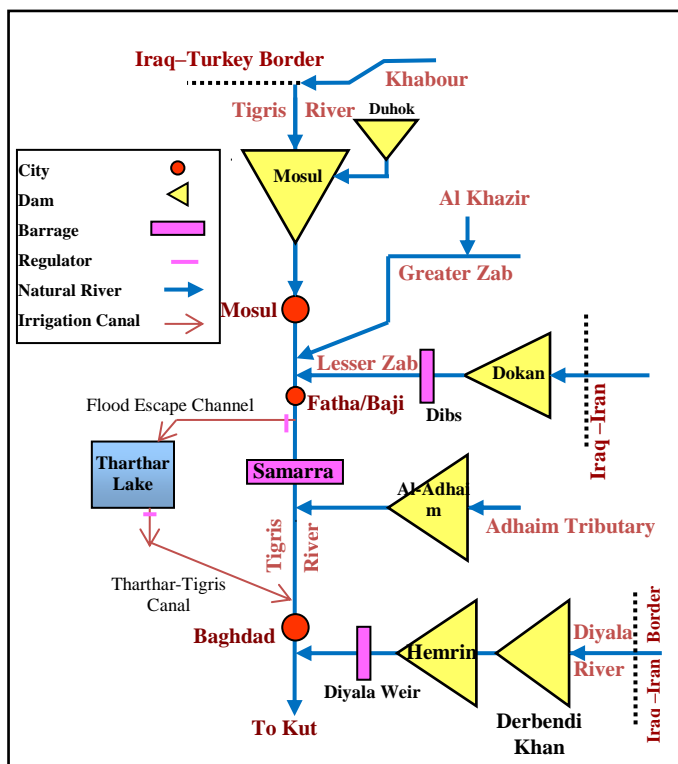 Iraq–Turkey Border
Khabour
Tigris River
Duhok
Mosul
City
Dam
Barrage
Regulator
Natural River
Irrigation Canal
Al Khazir
Greater Zab
Mosul
Lesser Zab
Dokan
Iraq –Iran
Dibs
Fatha/Baji
Flood Escape Channel
Tharthar
Lake
Samarra
Al-Adhai
m
Adhaim Tributary
Tigris
River
Tharthar-Tigris
Canal
Baghdad
Diyala
River
Iraq –Iran Border
Hemrin
Diyala Weir
Derbendi
Khan
To Kut